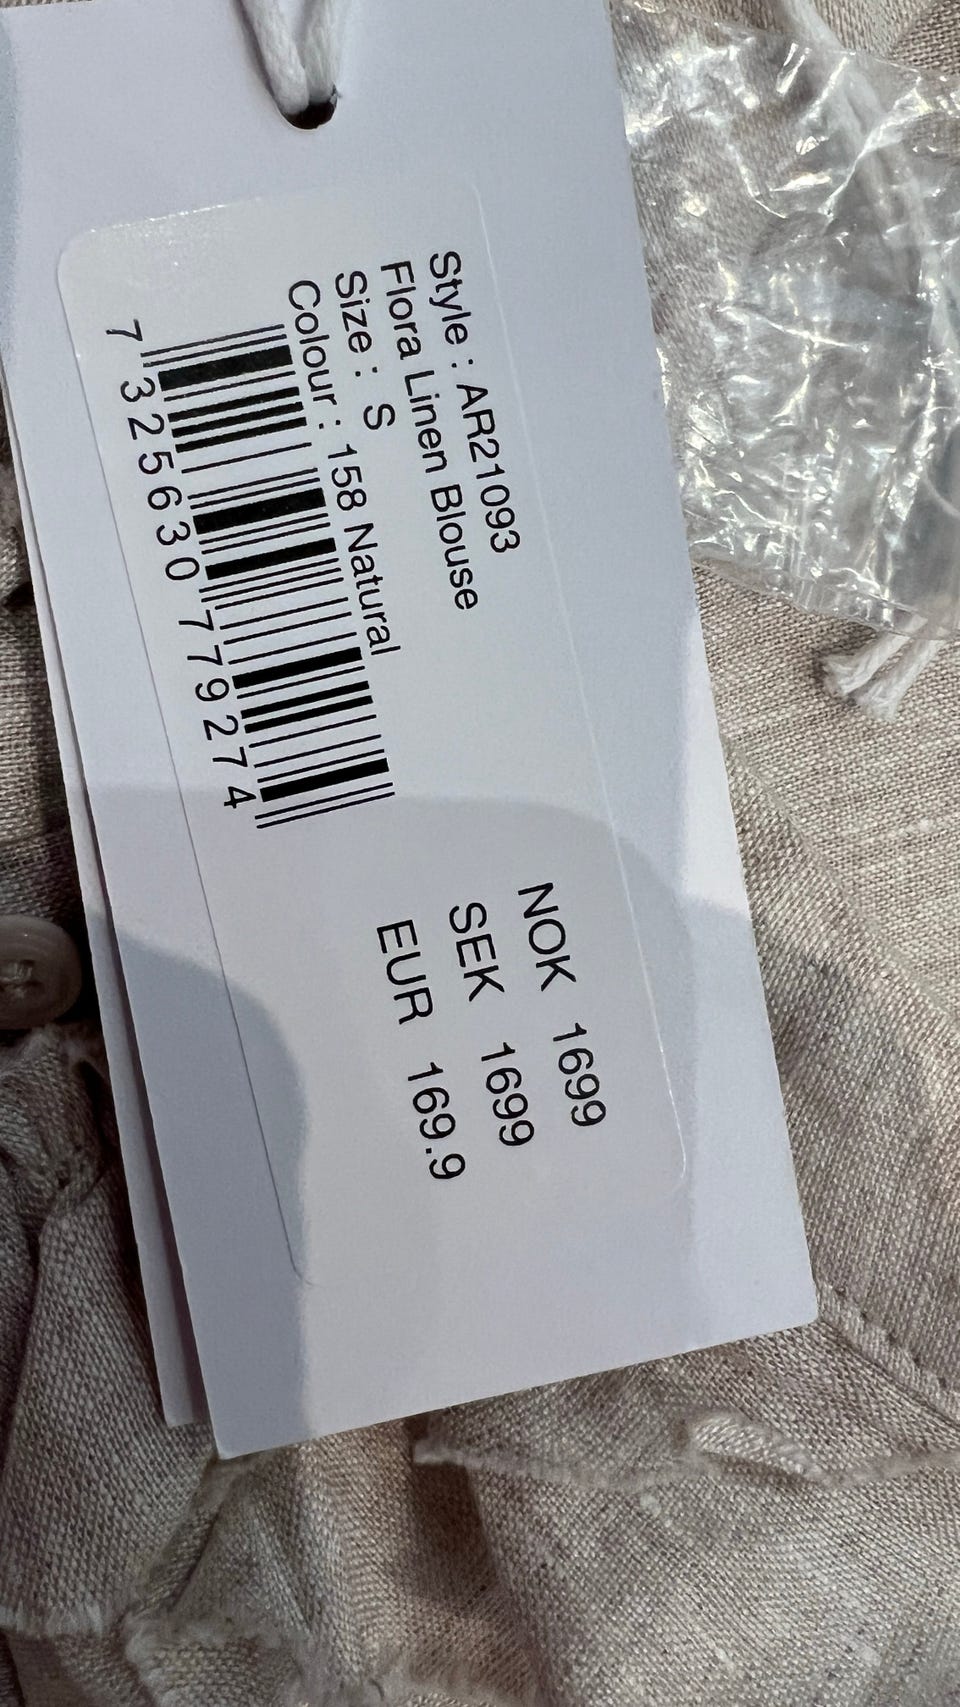 Style : AR21093
Flora Linen Blouse
Size : S
Colour : 158 Natural
7 325630 779274
NOK 1699
SEK 1699
EUR 169.9